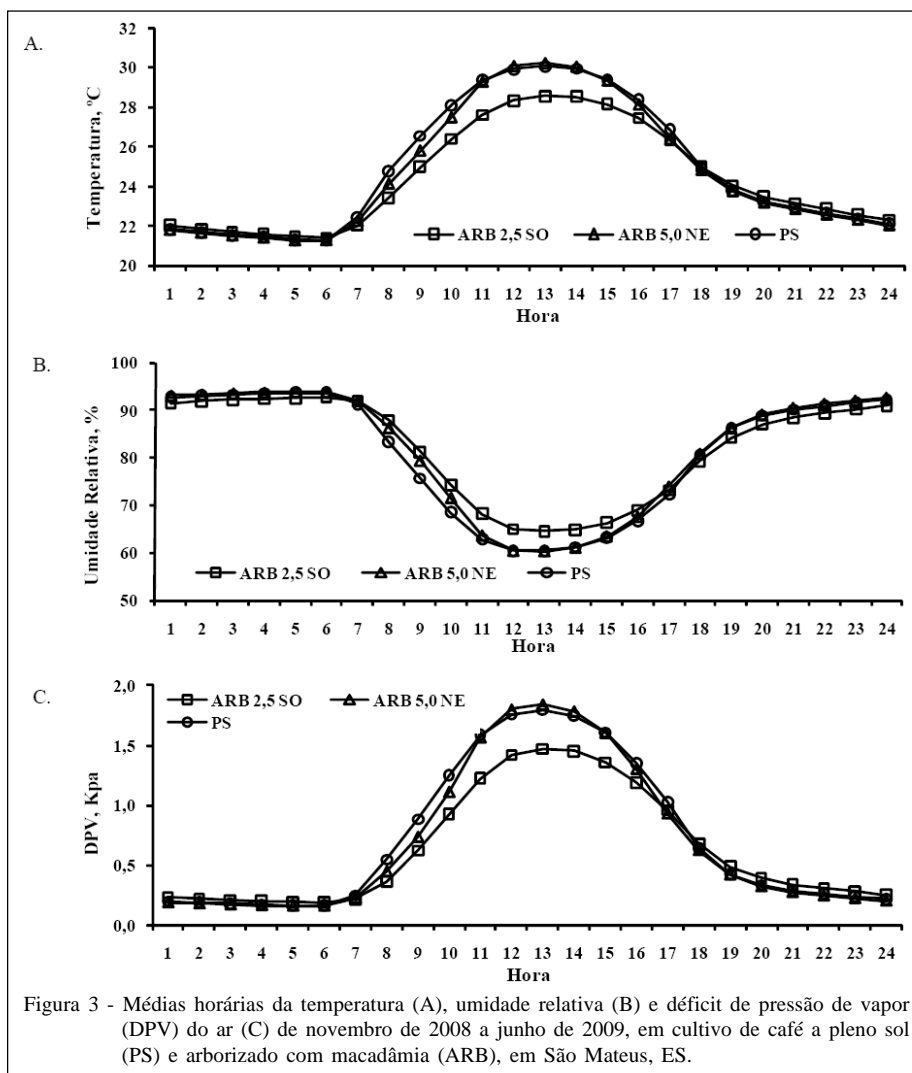 A.
32
30
28
26
24
22
20
Temperatura, ºC
ARB 2,5 SO ARB 5,0 NE PS
1 2 3 4 5 6 7 8 9 10 11 12 13 14 15 16 17 18 19 20 21 22 23 24
Hora
B.
100
90
80
70
60
50
Umidade Relativa, %
ARB 2,5 SO ARB 5,0 NE PS
1 2 3 4 5 6 7 8 9 10 11 12 13 14 15 16 17 18 19 20 21 22 23 24
Hora
C.
2,0
1,5
1,0
0,5
0,0
DPV, Kpa
ARB 2,5 SO ARB 5,0 NE
PS
1 2 3 4 5 6 7 8 9 10 11 12 13 14 15 16 17 18 19 20 21 22 23 24
Hora
Figura 3 - Médias horárias da temperatura (A), umidade relativa (B) e déficit de pressão de vapor
(DPV) do ar (C) de novembro de 2008 a junho de 2009, em cultivo de café a pleno sol
(PS) e arborizado com macadâmia (ARB), em São Mateus, ES.